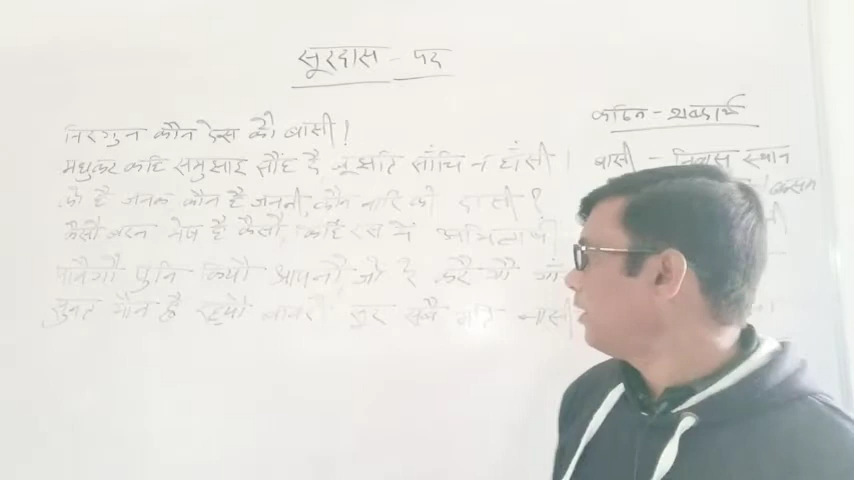 सूरदास - पद
निरगुन कौन देस कौ बासी !
मधुकर कहि समुझाइ सौंह दै बूझति साँचि न हाँसी ।
को है जनक कौन है जननी, कौन नारि को दासी ?
कैसौ बरन भेष है कैसौ, किहिं रस में अभिलाषी
पावैगौ पुनि कियौ आपनौ, जो रे करैगौ गाँ
सुनत मौन ह्वै रह्यौ बावरौ सूर सबै मति नासी
कठिन - शब्दार्थ
बासी - निवास स्थान